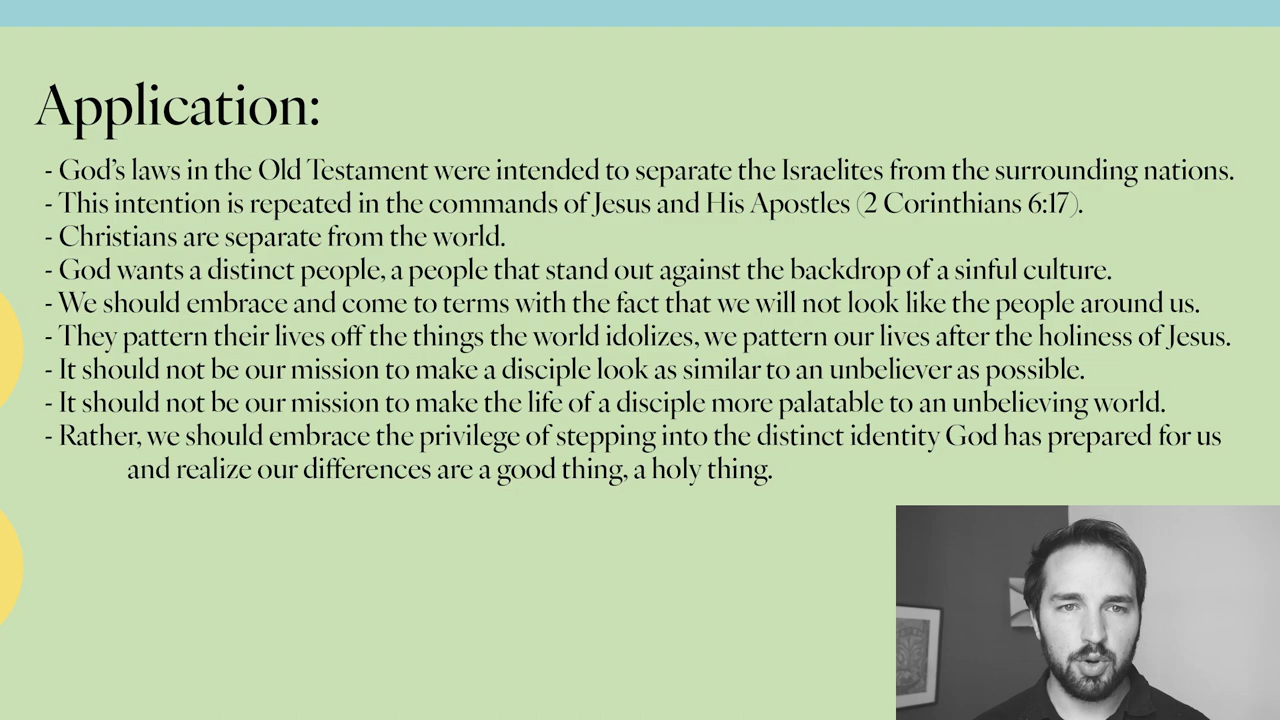 Application:
- God’s laws in the Old Testament were intended to separate the Israelites from the surrounding nations.
- This intention is repeated in the commands of Jesus and His Apostles (2 Corinthians 6:17).
- Christians are separate from the world.
- God wants a distinct people, a people that stand out against the backdrop of a sinful culture.
- We should embrace and come to terms with the fact that we will not look like the people around us.
- They pattern their lives off the things the world idolizes, we pattern our lives after the holiness of Jesus.
- It should not be our mission to make a disciple look as similar to an unbeliever as possible.
- It should not be our mission to make the life of a disciple more palatable to an unbelieving world.
- Rather, we should embrace the privilege of stepping into the distinct identity God has prepared for us
and realize our differences are a good thing, a holy thing.